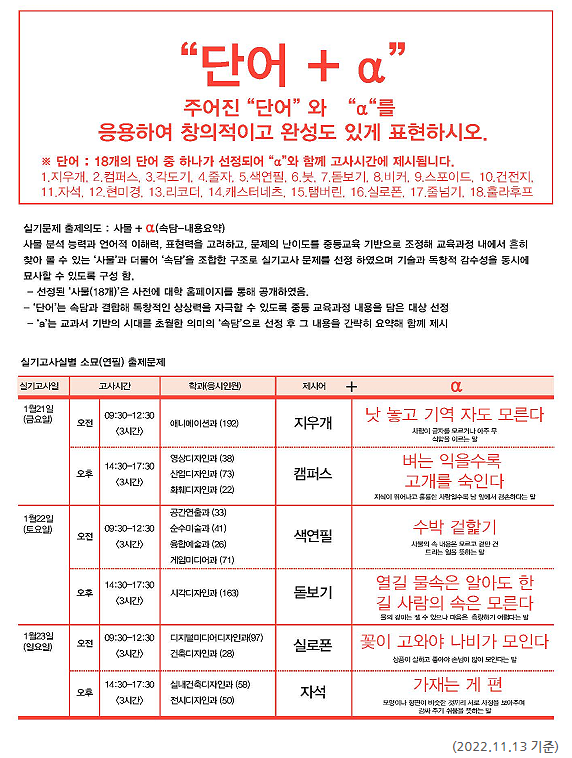 “단어 + α”
주어진 “단어” 와 “α“를
응용하여 창의적이고 완성도 있게 표현하시오.
※ 단어 : 18개의 단어 중 하나가 선정되어 “α”와 함께 고사시간에 제시됩니다.
1.지우개, 2.컴퍼스, 3.각도기, 4.줄자, 5.색연필, 6.붓, 7.돋보기, 8.비커, 9.스포이드, 10.건전지,
11.자석, 12.현미경, 13.리코더, 14.캐스터네츠, 15.탬버린, 16.실로폰, 17.줄넘기, 18.훌라후프
실기문제 출제의도 : 사물 + α(속담-내용요약)
사물 분석 능력과 언어적 이해력, 표현력을 고려하고, 문제의 난이도를 중등교육 기반으로 조정해 교육과정 내에서 흔히
찾아 볼 수 있는 ‘사물’과 더불어 ‘속담’을 조합한 구조로 실기고사 문제를 선정 하였으며 기술과 독창적 감수성을 동시에
묘사할 수 있도록 구성 함.
- 선정된 ‘사물(18개)’은 사전에 대학 홈페이지를 통해 공개하였음.
- ‘단어’는 속담과 결합해 독창적인 상상력을 자극할 수 있도록 중등 교육과정 내용을 담은 대상 선정
- ‘a’는 교과서 기반의 시대를 초월한 의미의 ‘속담’으로 선정 후 그 내용을 간략히 요약해 함께 제시
실기고사실별 소묘(연필) 출제문제
실기고사일 고사시간 학과(응시인원) 제시어 + α
1월21일
(금요일)
오전 09:30-12:30
<3시간>
애니메이션과 (192)
지우개
낫 놓고 기역 자도 모른다
사람이 글자를 모르거나 아주 무
식함을 이르는 말
오후 14:30-17:30
<3시간>
영상디자인과 (38)
산업디자인과 (73)
화훼디자인과 (22)
컴퍼스
벼는 익을수록
고개를 숙인다
지식이 뛰어나고 훌륭한 사람일수록 남 앞에서 겸손하다는 말
1월22일
(토요일)
오전 09:30-12:30
<3시간>
공간연출과 (33)
순수미술과 (41)
융합예술과 (26)
게임미디어과 (71)
색연필
수박 겉핥기
사물의 속 내용은 모르고 겉만 건
드리는 일을 뜻하는 말
오후 14:30-17:30
<3시간>
시각디자인과 (163)
돋보기
열길 물속은 알아도 한
길 사람의 속은 모른다
물의 깊이는 잴 수 있으나 마음은 측량하기 어렵다는 말
1월23일
(일요일)
오전 09:30-12:30
<3시간>
디지털미디어디자인과(97)
건축디자인과 (28)
실로폰
꽃이 고와야 나비가 모인다
상품이 실하고 좋아야 손님이 많이 모인다는 말
오후 14:30-17:30
<3시간>
실내건축디자인과 (58)
전시디자인과 (50)
자석
가재는 게 편
모양이나 형편이 비슷한 것끼리 서로 사정을 보아주며
감싸 주기 쉬움을 뜻하는 말
(2022.11.13 기준)